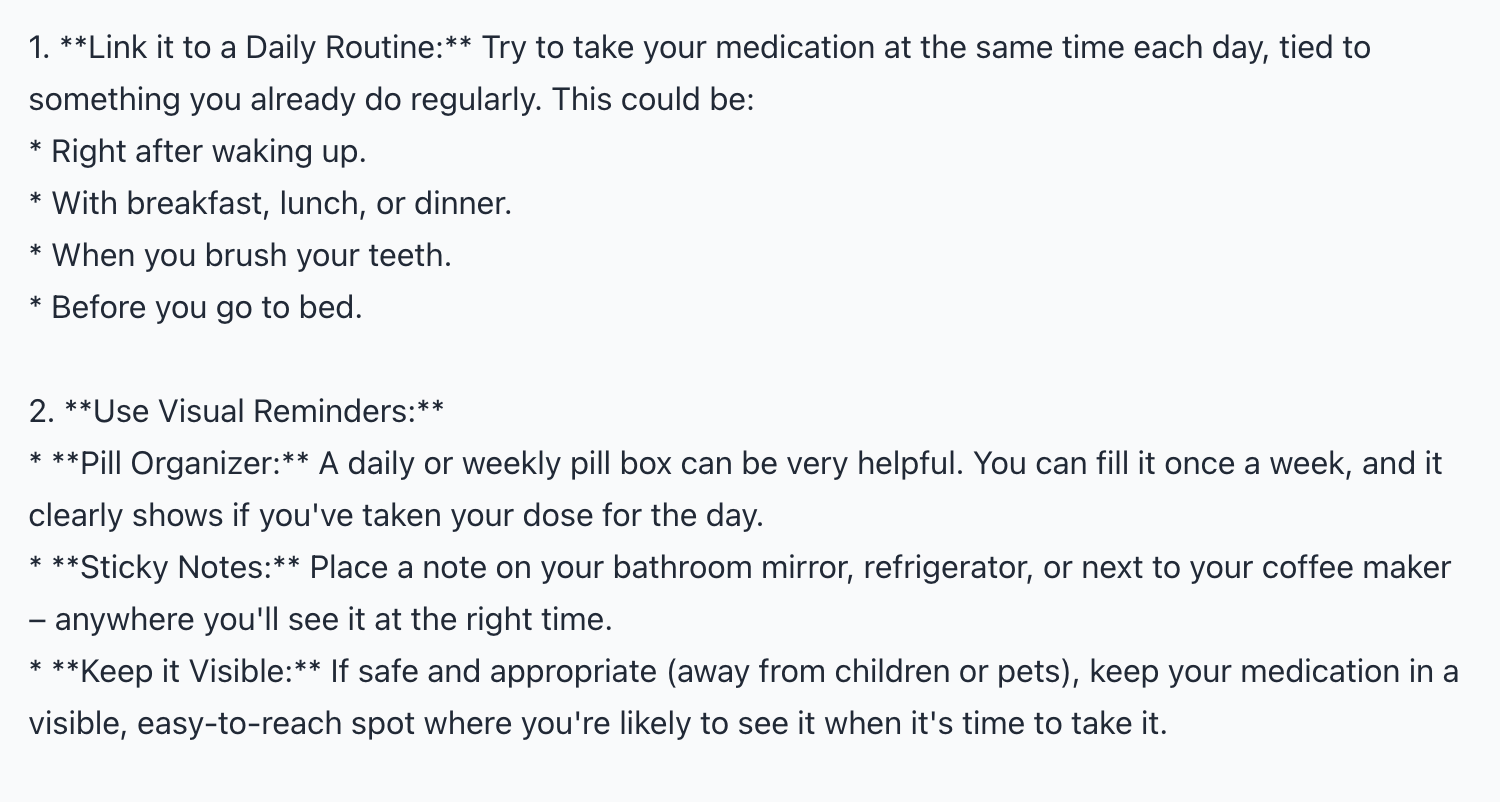 1. **Link it to a Daily Routine:** Try to take your medication at the same time each day, tied to
something you already do regularly. This could be:
* Right after waking up.
* With breakfast, lunch, or dinner.
* When you brush your teeth.
* Before you go to bed.
2. **Use Visual Reminders:**
* **Pill Organizer:** A daily or weekly pill box can be very helpful. You can fill it once a week, and it
clearly shows if you've taken your dose for the day.
* **Sticky Notes:** Place a note on your bathroom mirror, refrigerator, or next to your coffee maker
– anywhere you'll see it at the right time.
* **Keep it Visible:** If safe and appropriate (away from children or pets), keep your medication in a
visible, easy-to-reach spot where you're likely to see it when it's time to take it.